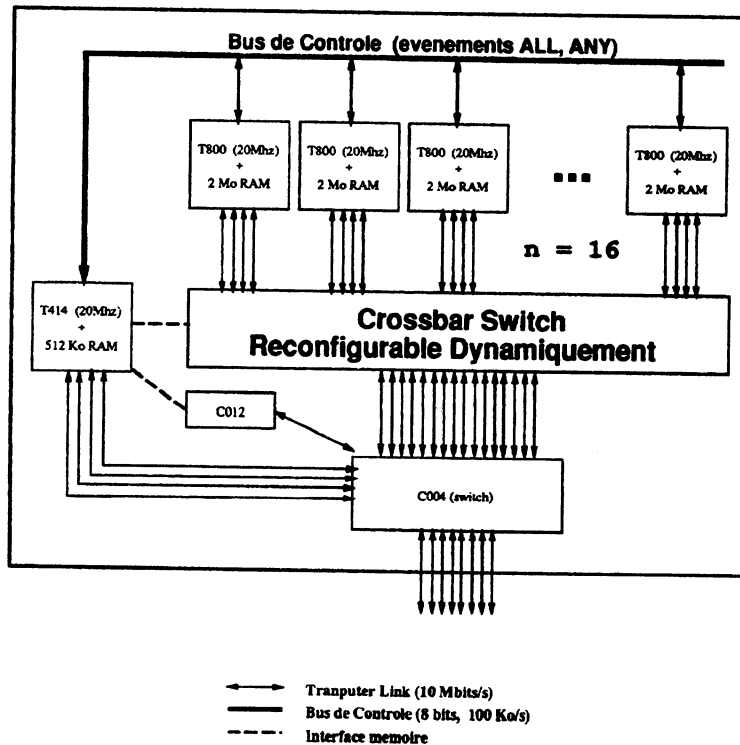 Bus de Controle (evenements ALL, ANY)
T800 (20Mhz)
+
2 Mo RAM
T800 (20Mhz)
+
2 Mo RAM
T800 (20Mhz)
+
2 Mo RAM
...
T800 (20Mhz)
+
2 Mo RAM
n = 16
T414 (20Mhz)
+
512 Ko RAM
Crossbar Switch
Reconfigurable Dynamiquement
C012
C004 (switch)
Tranputer Link (10 Mbits/s)
Bus de Controle (8 bits, 100 Ko/s)
Interface memoire